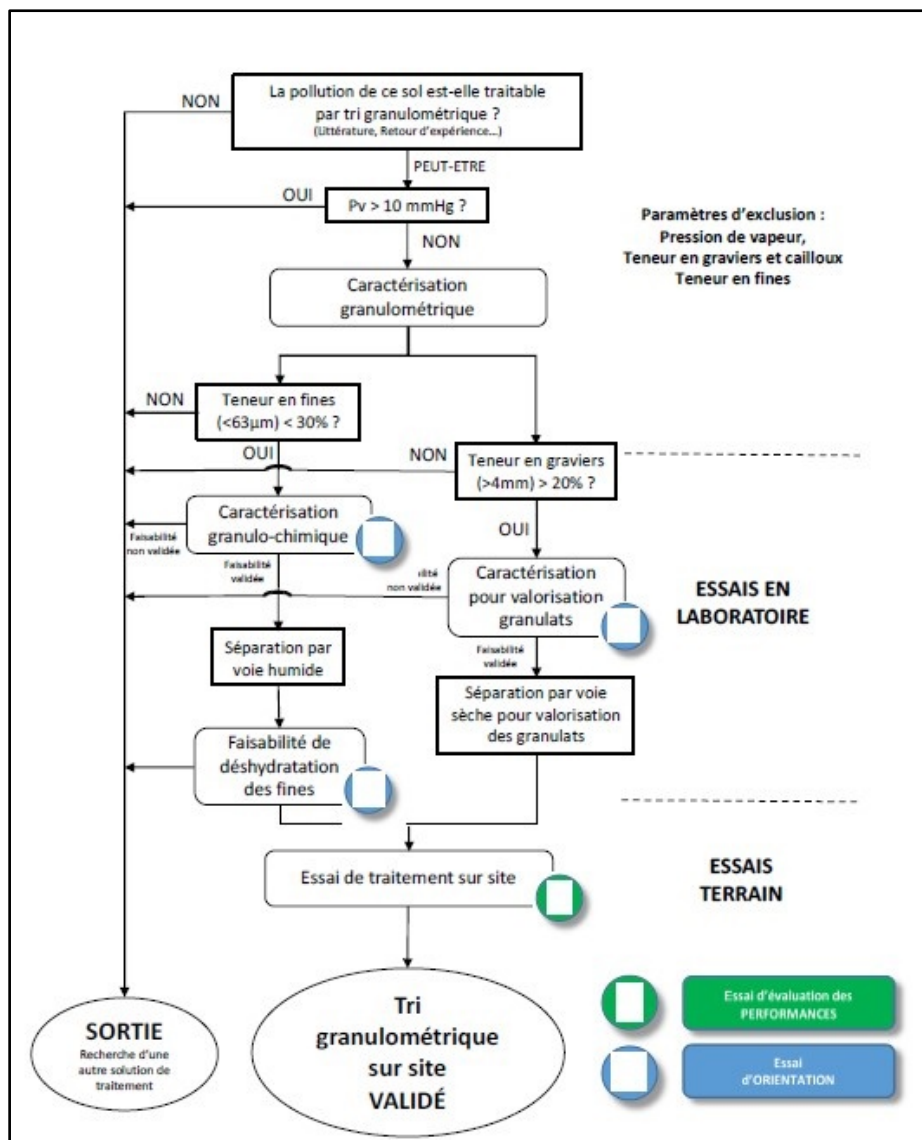 La pollution de ce sol est-elle traitable
par tri granulométrique ?
(Littérature, Retour d'expérience...)
NON
PEUT-ETRE
OUI
Pv > 10 mmHg ?
NON
Paramètres d'exclusion :
Pression de vapeur,
Teneur en graviers et cailloux
Teneur en fines
Caractérisation
granulométrique
NON
Teneur en fines
(<63µm) < 30% ?
OUI
NON
Teneur en graviers
(>4mm) > 20% ?
OUI
Caractérisation
granulo-chimique
Faisabilité
non validée
Faisabilité
validée
ilité
non validée
Caractérisation
pour valorisation
granulats
Faisabilité
validée
ESSAIS EN
LABORATOIRE
Séparation par
voie humide
Séparation par voie
sèche pour valorisation
des granulats
Faisabilité de
déshydratation
des fines
Essai de traitement sur site
ESSAIS
TERRAIN
Tri
granulométrique
sur site
VALIDÉ
SORTIE
Recherche d'une
autre solution de
traitement
Essai d'évaluation des
PERFORMANCES
Essai
d'ORIENTATION